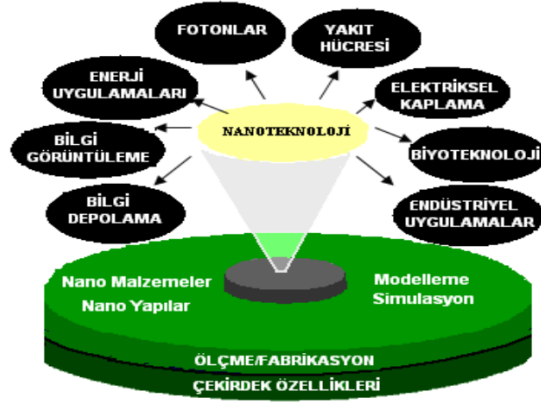 FOTONLAR
YAKIT
HÜCRESİ
ENERJİ
UYGULAMALARI
ELEKTRİKSEL
KAPLAMA
NANOTEKNOLOJİ
BİLGİ
GÖRÜNTÜLEME
BİYOTEKNOLOJİ
BİLGİ
DEPOLAMA
ENDÜSTRİYEL
UYGULAMALAR
Nano Malzemeler
Nano Yapılar
Modelleme
Simulasyon
ÖLÇME/FABRİKASYON
ÇEKİRDEK ÖZELLİKLERİ